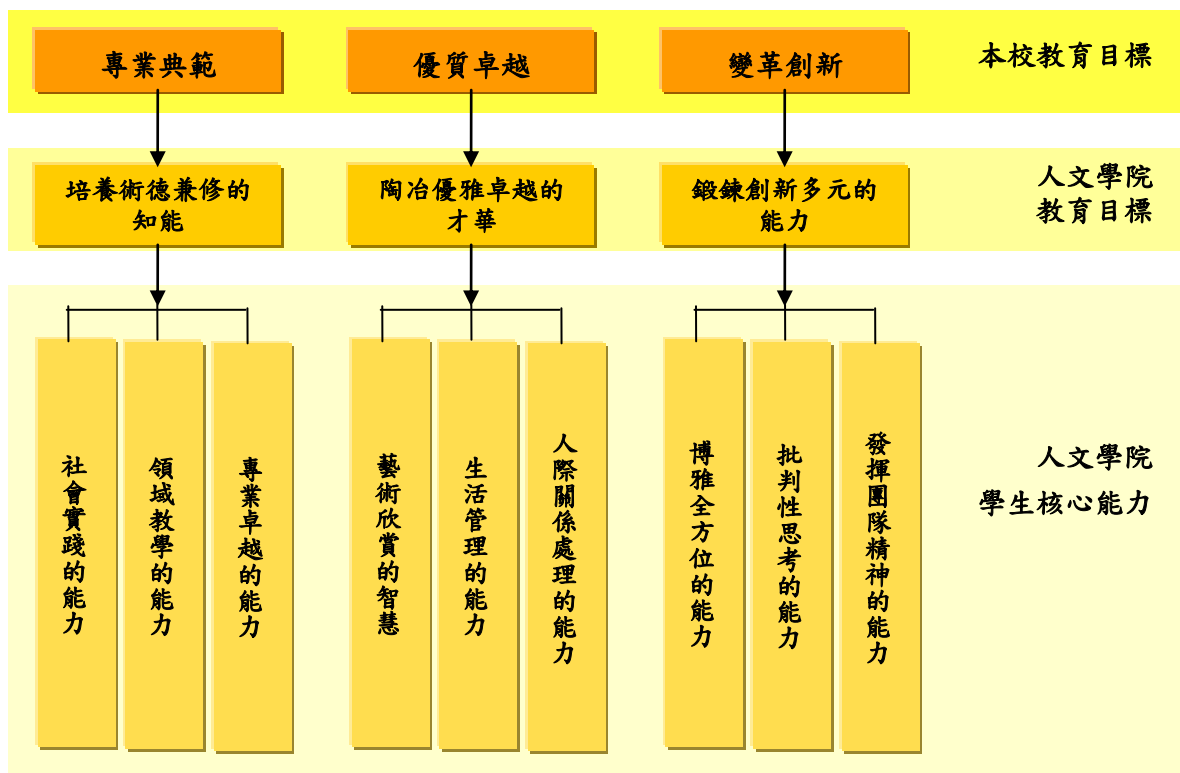 專業典範
優質卓越
變革創新
本校教育目標
培養術德兼修的
知能
陶冶優雅卓越的
才華
鍛鍊創新多元的
能力
人文學院
教育目標
社會實踐的能力
領域教學的能力
專業卓越的能力
藝術欣賞的智慧
生活管理的能力
人際關係處理的能力
博雅全方位的能力
批判性思考的能力
發揮團隊精神的能力
人文學院
學生核心能力